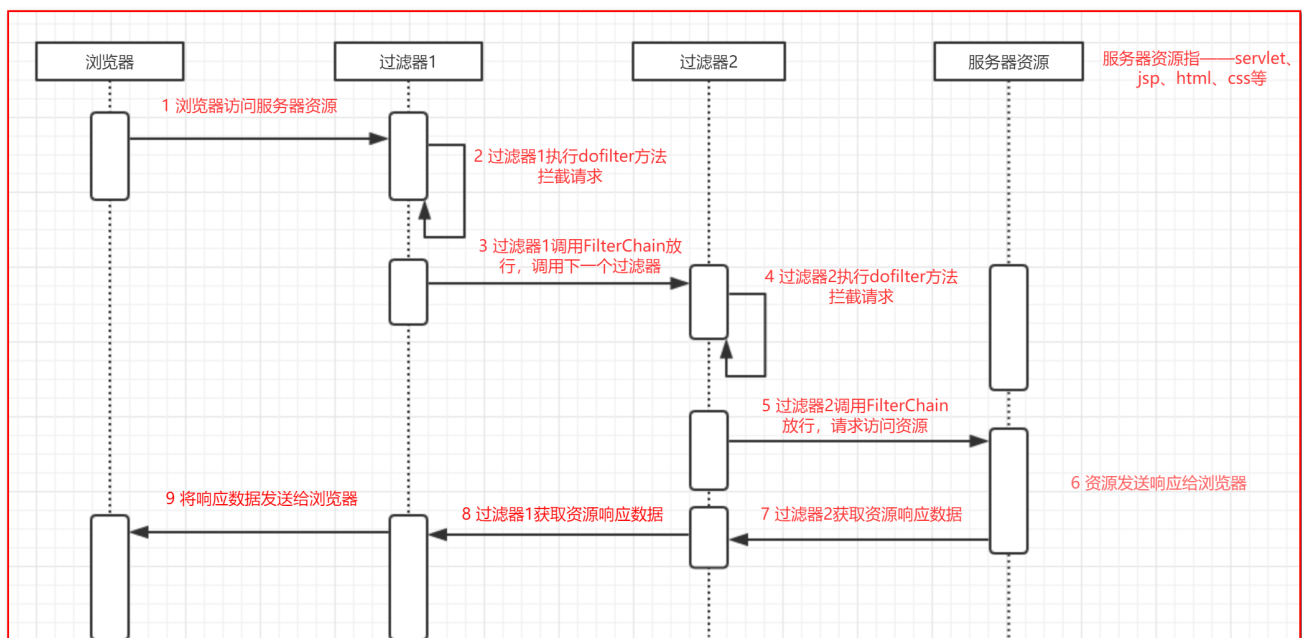 浏览器
过滤器1
过滤器2
服务器资源
服务器资源指——servlet、
jsp、html、css等
1 浏览器访问服务器资源
2 过滤器1执行dofilter方法
拦截请求
3 过滤器1调用FilterChain放
行，调用下一个过滤器
4 过滤器2执行dofilter方法
拦截请求
5 过滤器2调用FilterChain
放行，请求访问资源
6 资源发送响应给浏览器
7 过滤器2获取资源响应数据
8 过滤器1获取资源响应数据
9 将响应数据发送给浏览器